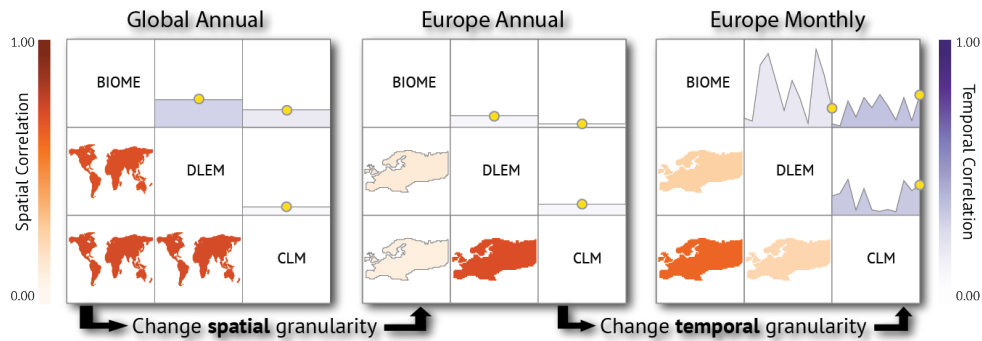 Global Annual
Europe Annual
Europe Monthly
1.00
Spatial Correlation
0.00
BIOME
DLEM
CLM
BIOME
DLEM
CLM
BIOME
DLEM
CLM
1.00
Temporal Correlation
0.00
Change spatial granularity
Change temporal granularity